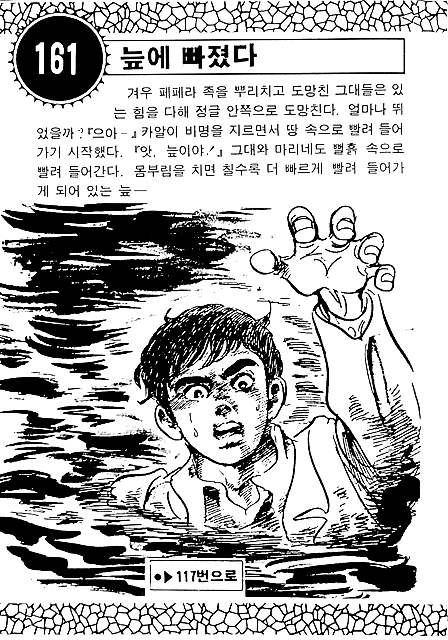 161
늪에 빠졌다
겨우 페페라 족을 뿌리치고 도망친 그대들은 있
는 힘을 다해 정글 안쪽으로 도망친다. 얼마나 뛰
었을까? 『으아-』 카알이 비명을 지르면서 땅 속으로 빨려 들어
가기 시작했다. 『앗, 늪이야.』 그대와 마리네도 뻘흙 속으로
빨려 들어간다. 몸부림을 치면 칠수록 더 빠르게 빨려 들어가
게 되어 있는 늪—
●▶117번으로